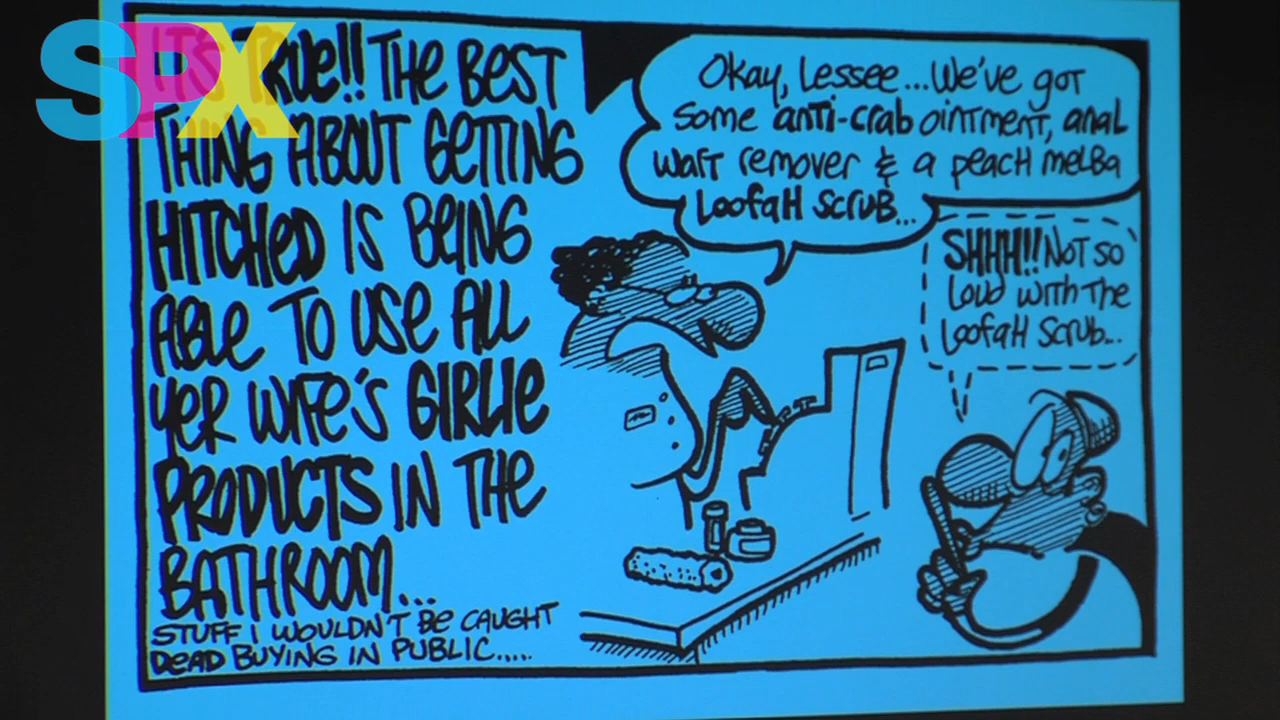 SPX
IT'S TRUE!! THE BEST
THING ABOUT GETTING
HITCHED IS BEING
ABLE TO USE ALL
YER WIFE'S GIRLIE
PRODUCTS IN THE
BATHROOM...
STUFF I WOULDN'T BE CAUGHT
DEAD BUYING IN PUBLIC.....
Okay, Lessee...We've got
some anti-crab ointment, anal
wart remover & a peach melba
Loofah scrub...
SHHH!! Not so
loud with the
loofah scrub...